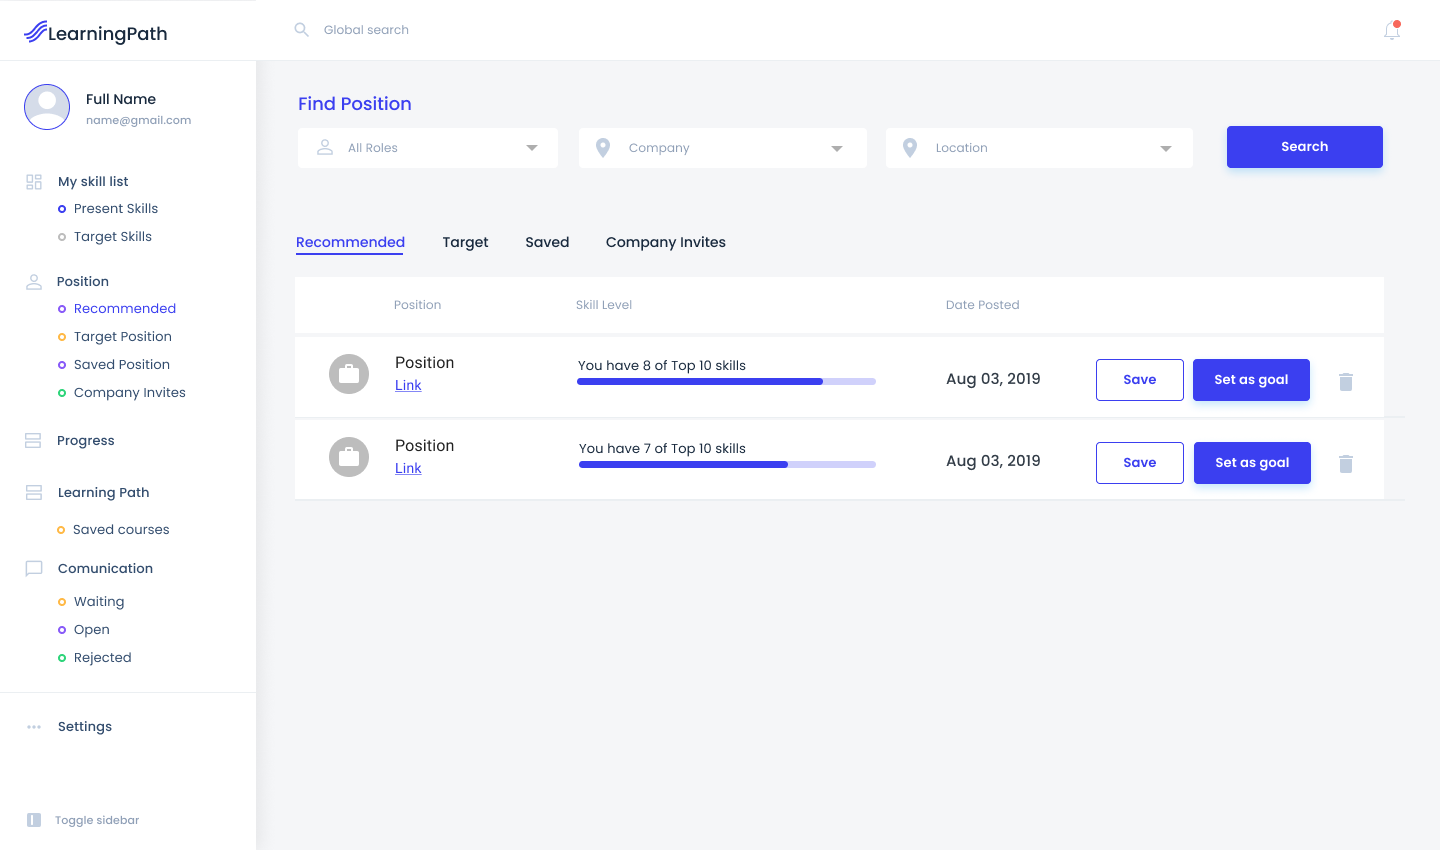 LearningPath
Global search
Full Name
name@gmail.com
My skill list
Present Skills
Target Skills
Position
Recommended
Target Position
Saved Position
Company Invites
Progress
Learning Path
Saved courses
Comunication
Waiting
Open
Rejected
Settings
Toggle sidebar
Find Position
All Roles
Company
Location
Search
Recommended Target Saved Company Invites
Position Skill Level Date Posted
Position
Link
You have 8 of Top 10 skills
Aug 03, 2019
Save
Set as goal
Position
Link
You have 7 of Top 10 skills
Aug 03, 2019
Save
Set as goal